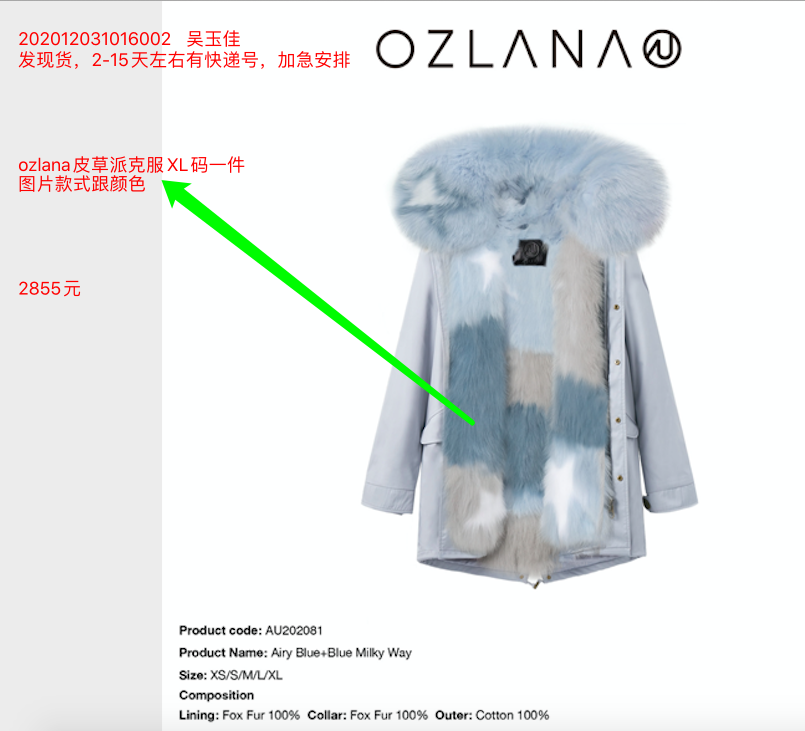 202012031016002 吴玉佳
发现货，2-15天左右有快递号，加急安排
OZLANA
ozlana皮草派克服XL码一件
图片款式跟颜色
2855元
Product code: AU202081
Product Name: Airy Blue+Blue Milky Way
Size: XS/S/M/L/XL
Composition
Lining: Fox Fur 100% Collar: Fox Fur 100% Outer: Cotton 100%